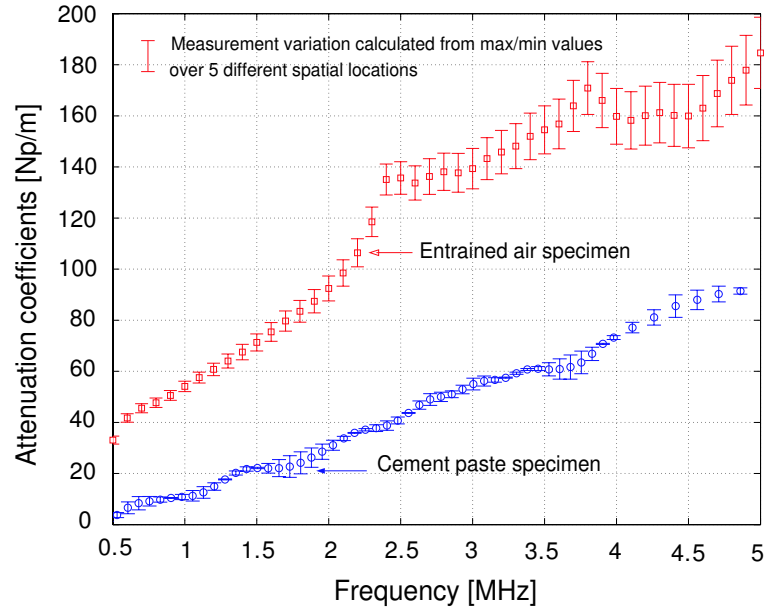 Measurement variation calculated from max/min values
over 5 different spatial locations
200
180
160
140
120
100
80
60
40
20
0
Attenuation coefficients [Np/m]
Entrained air specimen
Cement paste specimen
0.5 1 1.5 2 2.5 3 3.5 4 4.5 5
Frequency [MHz]